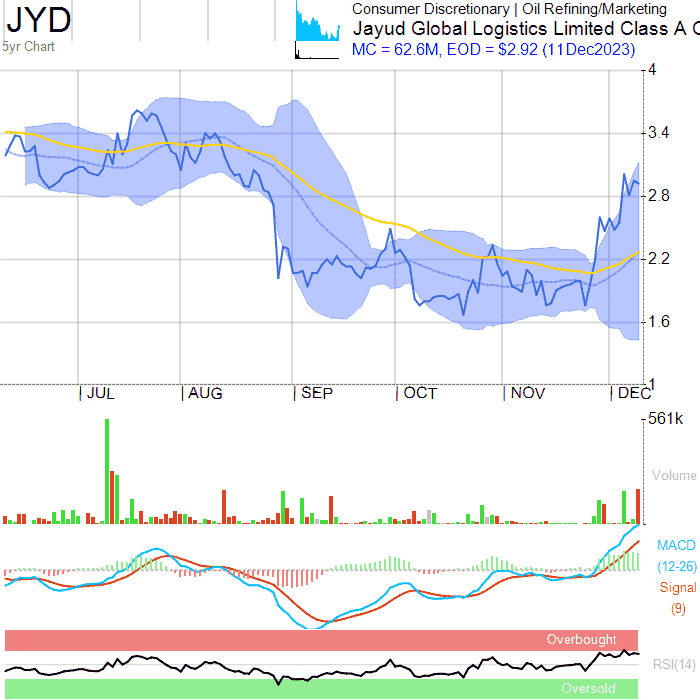 JYD
5yr Chart
Consumer Discretionary | Oil Refining/Marketing
Jayud Global Logistics Limited Class A O
MC = 62.6M, EOD = $2.92 (11Dec2023)
4
3.4
2.8
2.2
1.6
1
JUL AUG SEP OCT NOV DEC
561k
Volume
MACD
(12-26)
Signal
(9)
Overbought
RSI(14)
Oversold